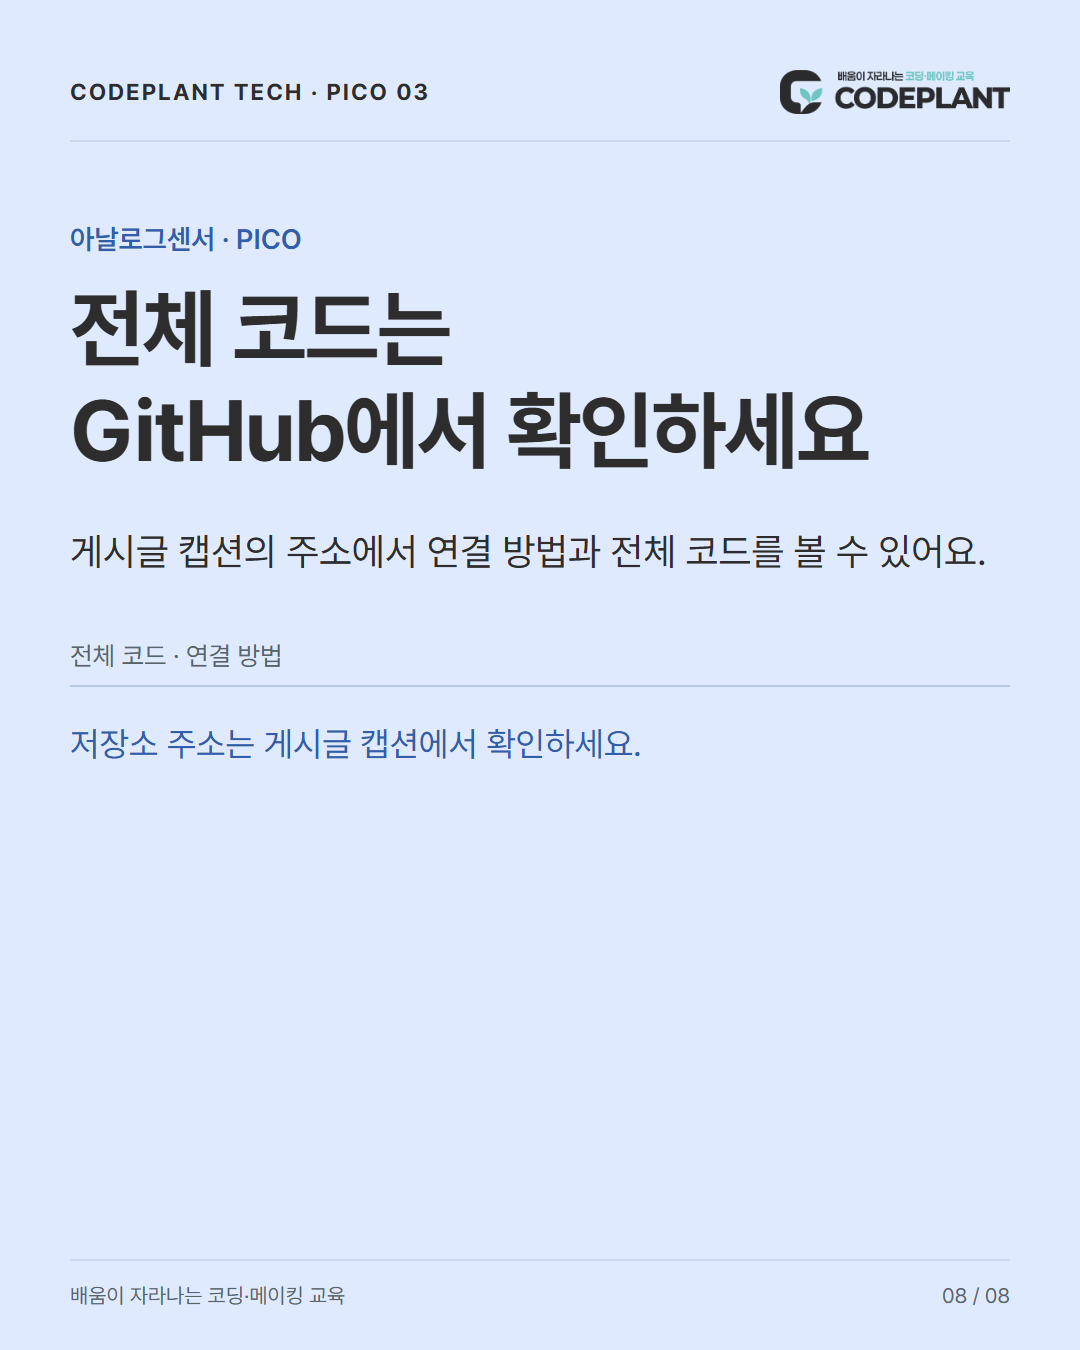 CODEPLANT TECH · PICO 03
배움이 자라나는 코딩·메이킹 교육
CODEPLANT
아날로그센서 · PICO
전체 코드는
GitHub에서 확인하세요
게시글 캡션의 주소에서 연결 방법과 전체 코드를 볼 수 있어요.
전체 코드 · 연결 방법
저장소 주소는 게시글 캡션에서 확인하세요.
배움이 자라나는 코딩·메이킹 교육
08 / 08